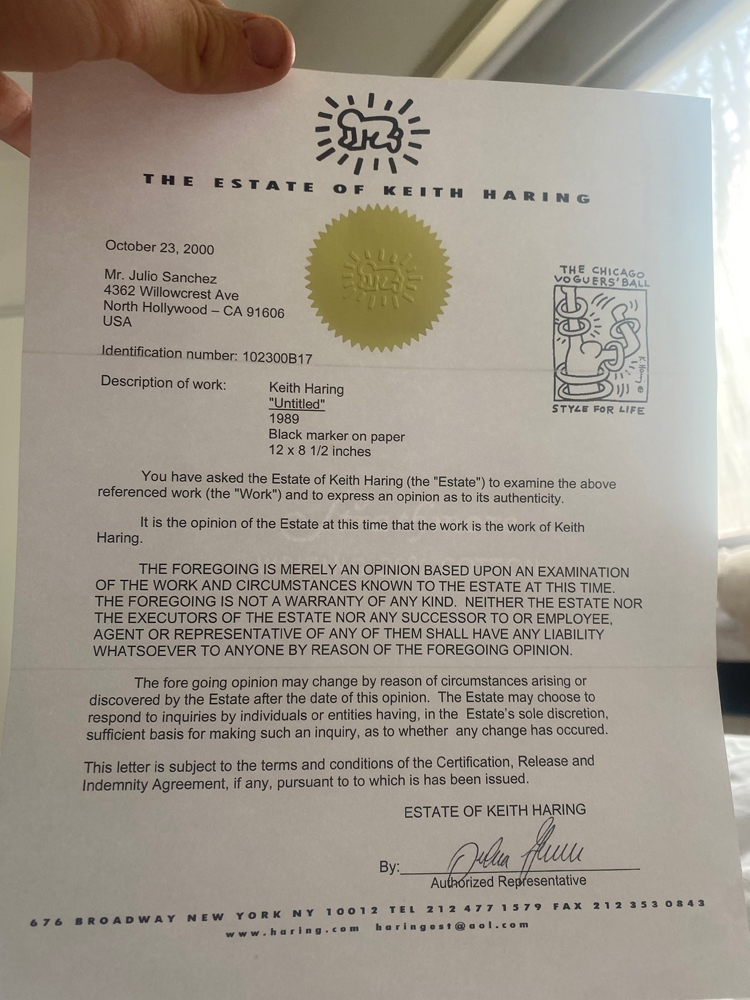 THE ESTATE OF KEITH HARING
October 23, 2000
Mr. Julio Sanchez
4362 Willowcrest Ave
North Hollywood – CA 91606
USA
THE CHICAGO
VOGUERS' BALL
STYLE FOR LIFE
Identification number: 102300B17
Description of work:
Keith Haring
"Untitled"
1989
Black marker on paper
12 x 8 1/2 inches
You have asked the Estate of Keith Haring (the "Estate") to examine the above
referenced work (the "Work") and to express an opinion as to its authenticity.
It is the opinion of the Estate at this time that the work is the work of Keith
Haring.
THE FOREGOING IS MERELY AN OPINION BASED UPON AN EXAMINATION
OF THE WORK AND CIRCUMSTANCES KNOWN TO THE ESTATE AT THIS TIME.
THE FOREGOING IS NOT A WARRANTY OF ANY KIND. NEITHER THE ESTATE NOR
THE EXECUTORS OF THE ESTATE NOR ANY SUCCESSOR TO OR EMPLOYEE,
AGENT OR REPRESENTATIVE OF ANY OF THEM SHALL HAVE ANY LIABILITY
WHATSOEVER TO ANYONE BY REASON OF THE FOREGOING OPINION.
The fore going opinion may change by reason of circumstances arising or
discovered by the Estate after the date of this opinion. The Estate may choose to
respond to inquiries by individuals or entities having, in the Estate's sole discretion,
sufficient basis for making such an inquiry, as to whether any change has occured.
This letter is subject to the terms and conditions of the Certification, Release and
Indemnity Agreement, if any, pursuant to to which is has been issued.
ESTATE OF KEITH HARING
By:
Authorized Representative
676 BROADWAY NEW YORK NY 10012 TEL 212 477 1579 FAX 212 353 0843
www.haring.com haringest@aol.com